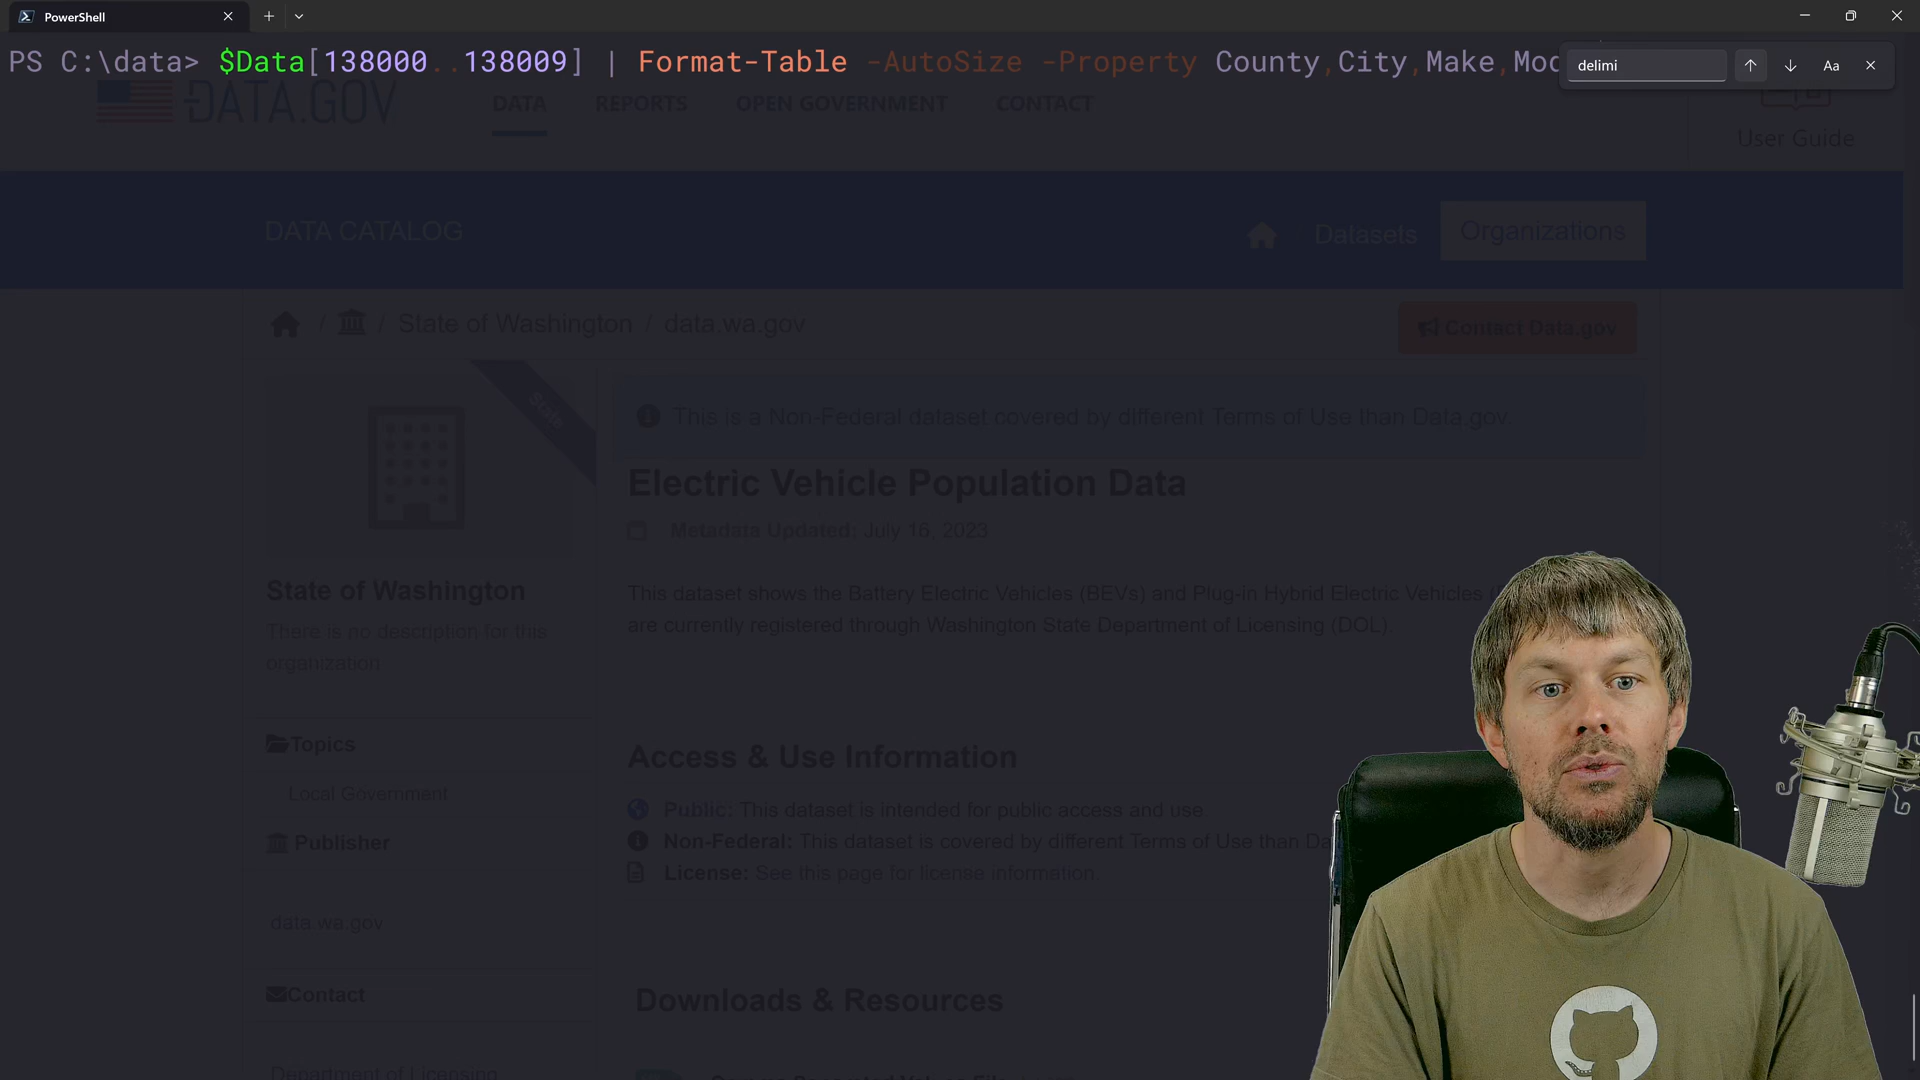 PowerShell
PS C:\data> $Data[138000..138009] | Format-Table -AutoSize -Property County,City,Make,Mod
delimi
Aa
DATA.GOV
DATA
REPORTS
OPEN GOVERNMENT
CONTACT
User Guide
DATA CATALOG
Datasets
Organizations
/ / State of Washington / data.wa.gov
Contact Data.gov
State
This is a Non-Federal dataset covered by different Terms of Use than Data.gov.
Electric Vehicle Population Data
Metadata Updated: July 16, 2023
State of Washington
There is no description for this
organization
This dataset shows the Battery Electric Vehicles (BEVs) and Plug-in Hybrid Electric Vehicles (
are currently registered through Washington State Department of Licensing (DOL).
Topics
Local Government
Publisher
data.wa.gov
Contact
Department of Licensing
Access & Use Information
Public: This dataset is intended for public access and use.
Non-Federal: This dataset is covered by different Terms of Use than Da
License: See this page for license information.
Downloads & Resources